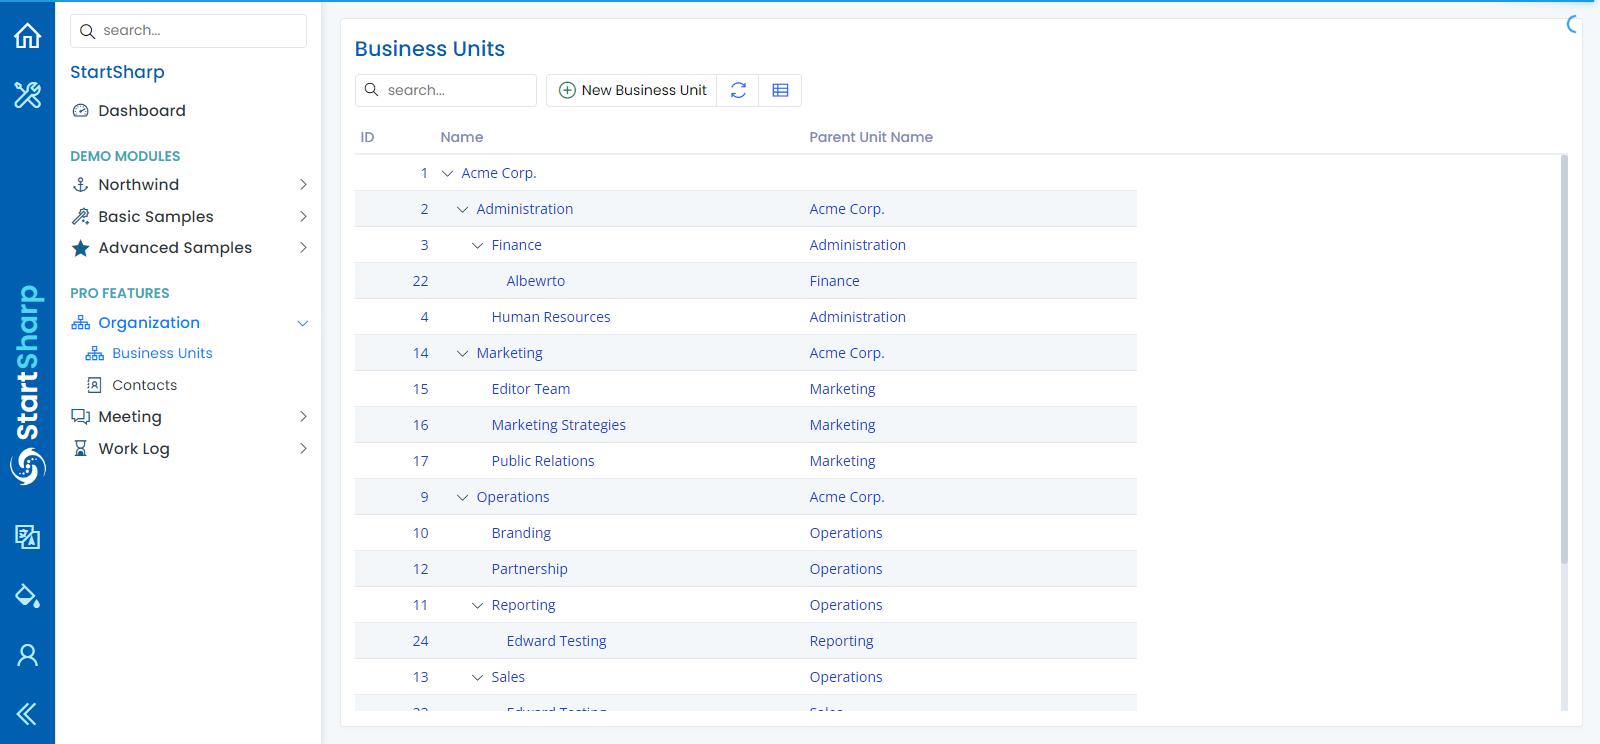 search...
StartSharp
Dashboard
DEMO MODULES
Northwind
Basic Samples
Advanced Samples
PRO FEATURES
Organization
Business Units
Contacts
Meeting
Work Log
StartSharp
Business Units
search...
New Business Unit
ID Name Parent Unit Name
1 Acme Corp.
2 Administration Acme Corp.
3 Finance Administration
22 Albewrto Finance
4 Human Resources Administration
14 Marketing Acme Corp.
15 Editor Team Marketing
16 Marketing Strategies Marketing
17 Public Relations Marketing
9 Operations Acme Corp.
10 Branding Operations
12 Partnership Operations
11 Reporting Operations
24 Edward Testing Reporting
13 Sales Operations
23 Edward Testing Sales